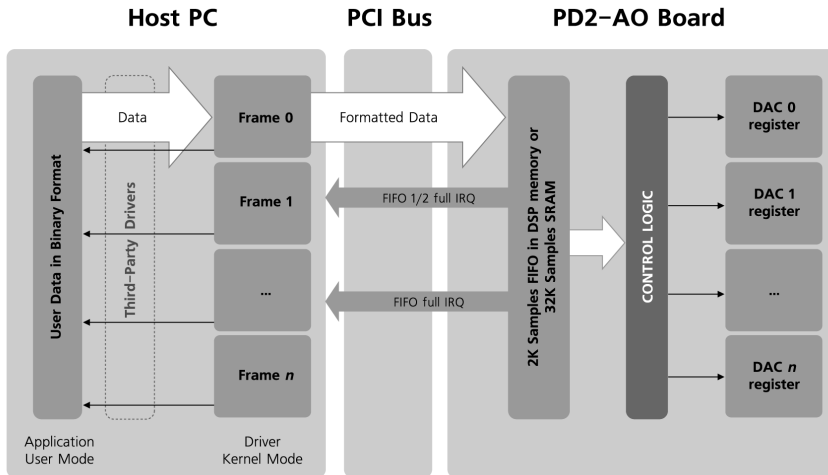 Host PC
PCI Bus
PD2–AO Board
User Data in Binary Format
Third–Party Drivers
Data
Frame 0
Frame 1
...
Frame n
Formatted Data
FIFO 1/2 full IRQ
FIFO full IRQ
2K Samples FIFO in DSP memory or
32K Samples SRAM
CONTROL LOGIC
DAC 0
register
DAC 1
register
...
DAC n
register
Application
User Mode
Driver
Kernel Mode